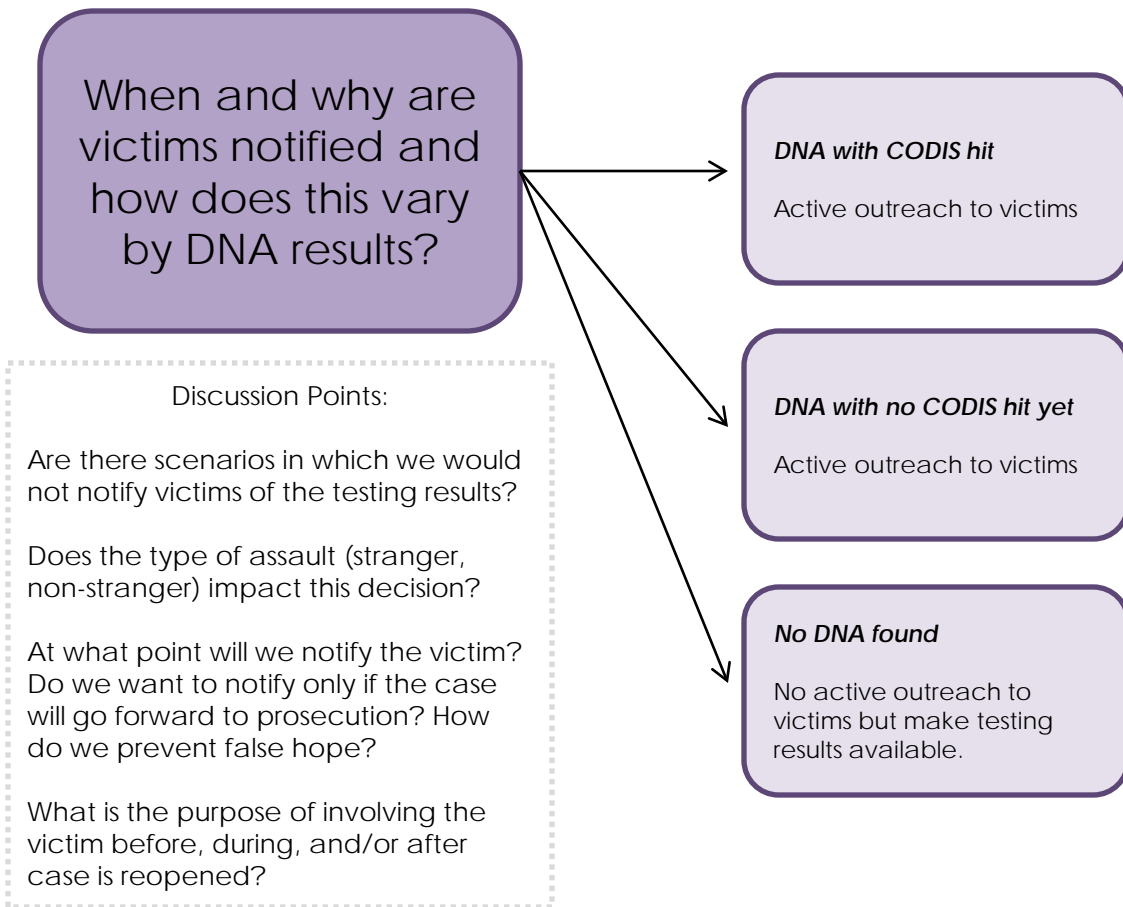 When and why are
victims notified and
how does this vary
by DNA results?
DNA with CODIS hit
Active outreach to victims
DNA with no CODIS hit yet
Active outreach to victims
No DNA found
No active outreach to
victims but make testing
results available.
Discussion Points:
Are there scenarios in which we would
not notify victims of the testing results?
Does the type of assault (stranger,
non-stranger) impact this decision?
At what point will we notify the victim?
Do we want to notify only if the case
will go forward to prosecution? How
do we prevent false hope?
What is the purpose of involving the
victim before, during, and/or after
case is reopened?